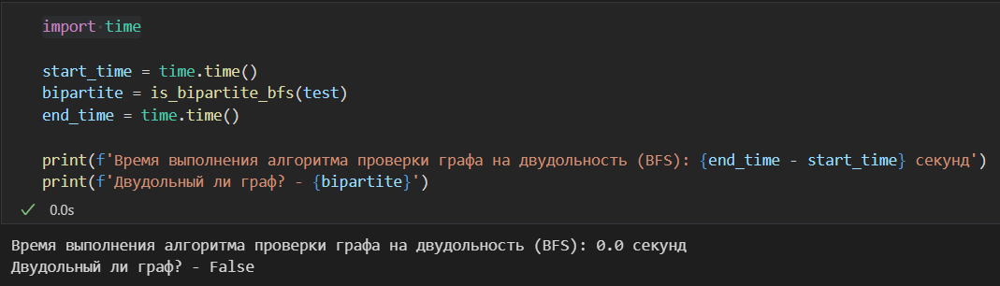 import time
start_time = time.time()
bipartite = is_bipartite_bfs(test)
end_time = time.time()
print(f'Время выполнения алгоритма проверки графа на двудольность (BFS): {end_time - start_time} секунд')
print(f'Двудольный ли граф? - {bipartite}')
0.0s
Время выполнения алгоритма проверки графа на двудольность (BFS): 0.0 секунд
Двудольный ли граф? - False